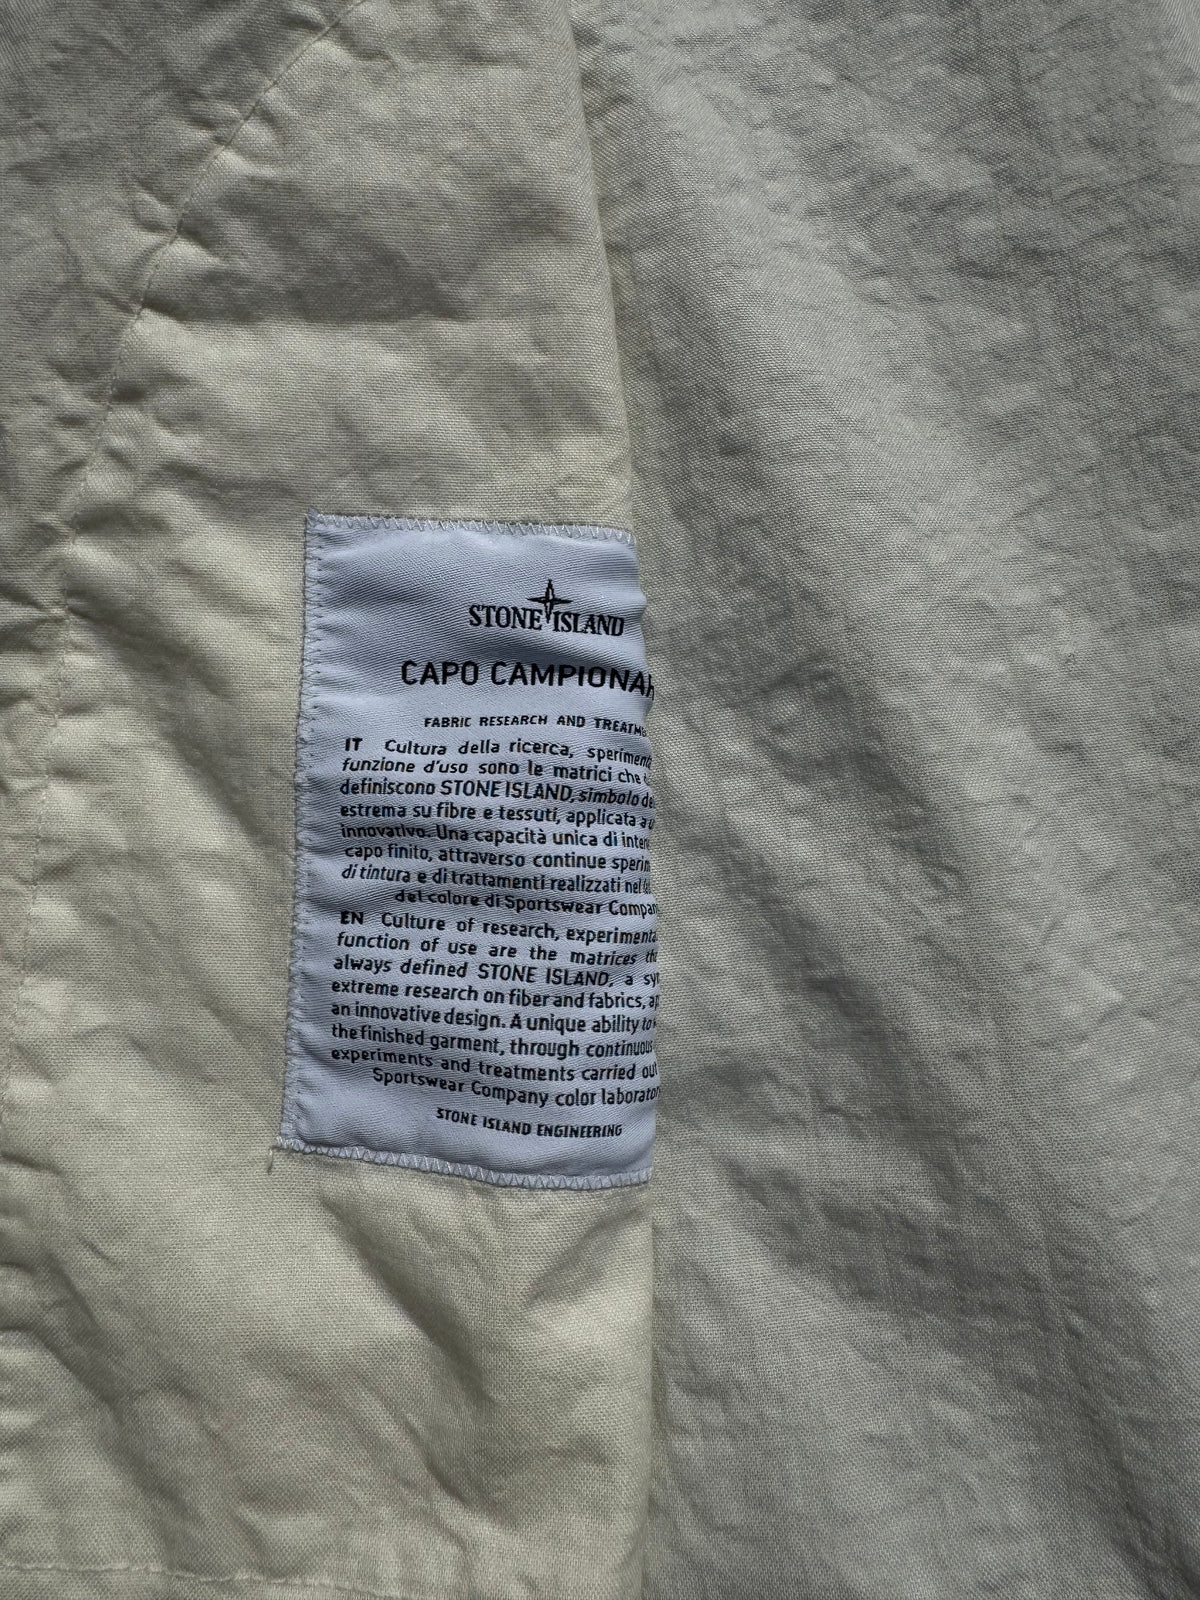 STONE ISLAND
CAPO CAMPIONA
FABRIC RESEARCH AND
IT Cultura della ricerca,
funzione d'uso sono le matrici che
definiscono STONE ISLAND, simbolo
estrema su fibre e tessuti, applicata a
innovativo. Una capacità unica di
capo finito, attraverso continue
di tintura e di trattamenti realizzati nel
del colore di Sportswear
EN Culture of research,
function of use are the matrices
always defined STONE ISLAND, a
extreme research on fiber and fabrics,
an innovative design. A unique ability to
the finished garment, through continuous
experiments and treatments carried out
Sportswear Company color
STONE ISLAND ENGINEERING